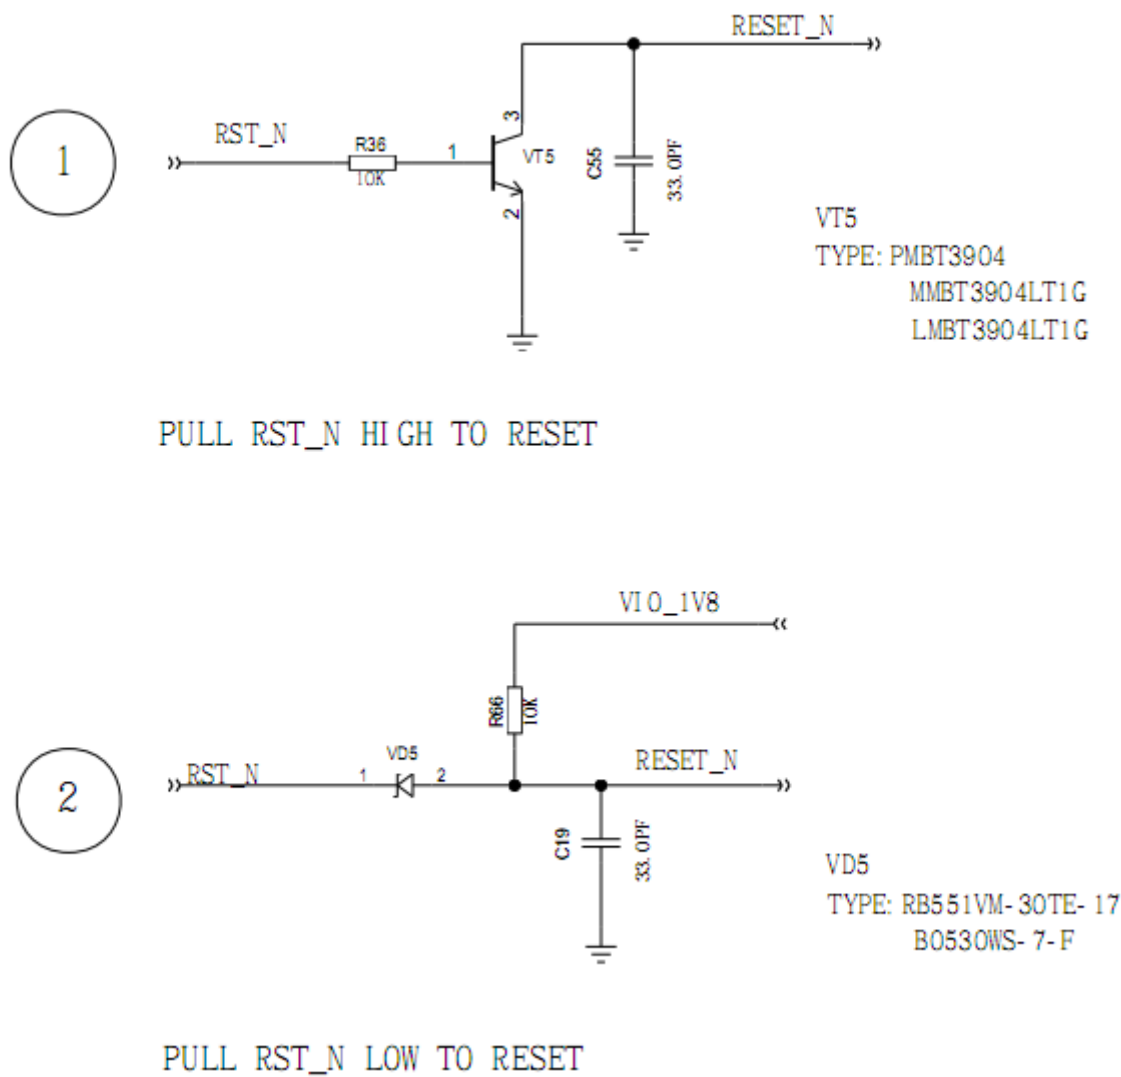 RESET_N
1
RST_N
R36
10K
1
3
VT5
2
C55
33.0PF
VT5
TYPE: PMBT3904
MMBT3904LT1G
LMBT3904LT1G
PULL RST_N HIGH TO RESET
VIO_1V8
R66
10K
2
RST_N
1
VD5
2
RESET_N
C19
33.0PF
VD5
TYPE: RB551VM-30TE-17
B0530WS-7-F
PULL RST_N LOW TO RESET